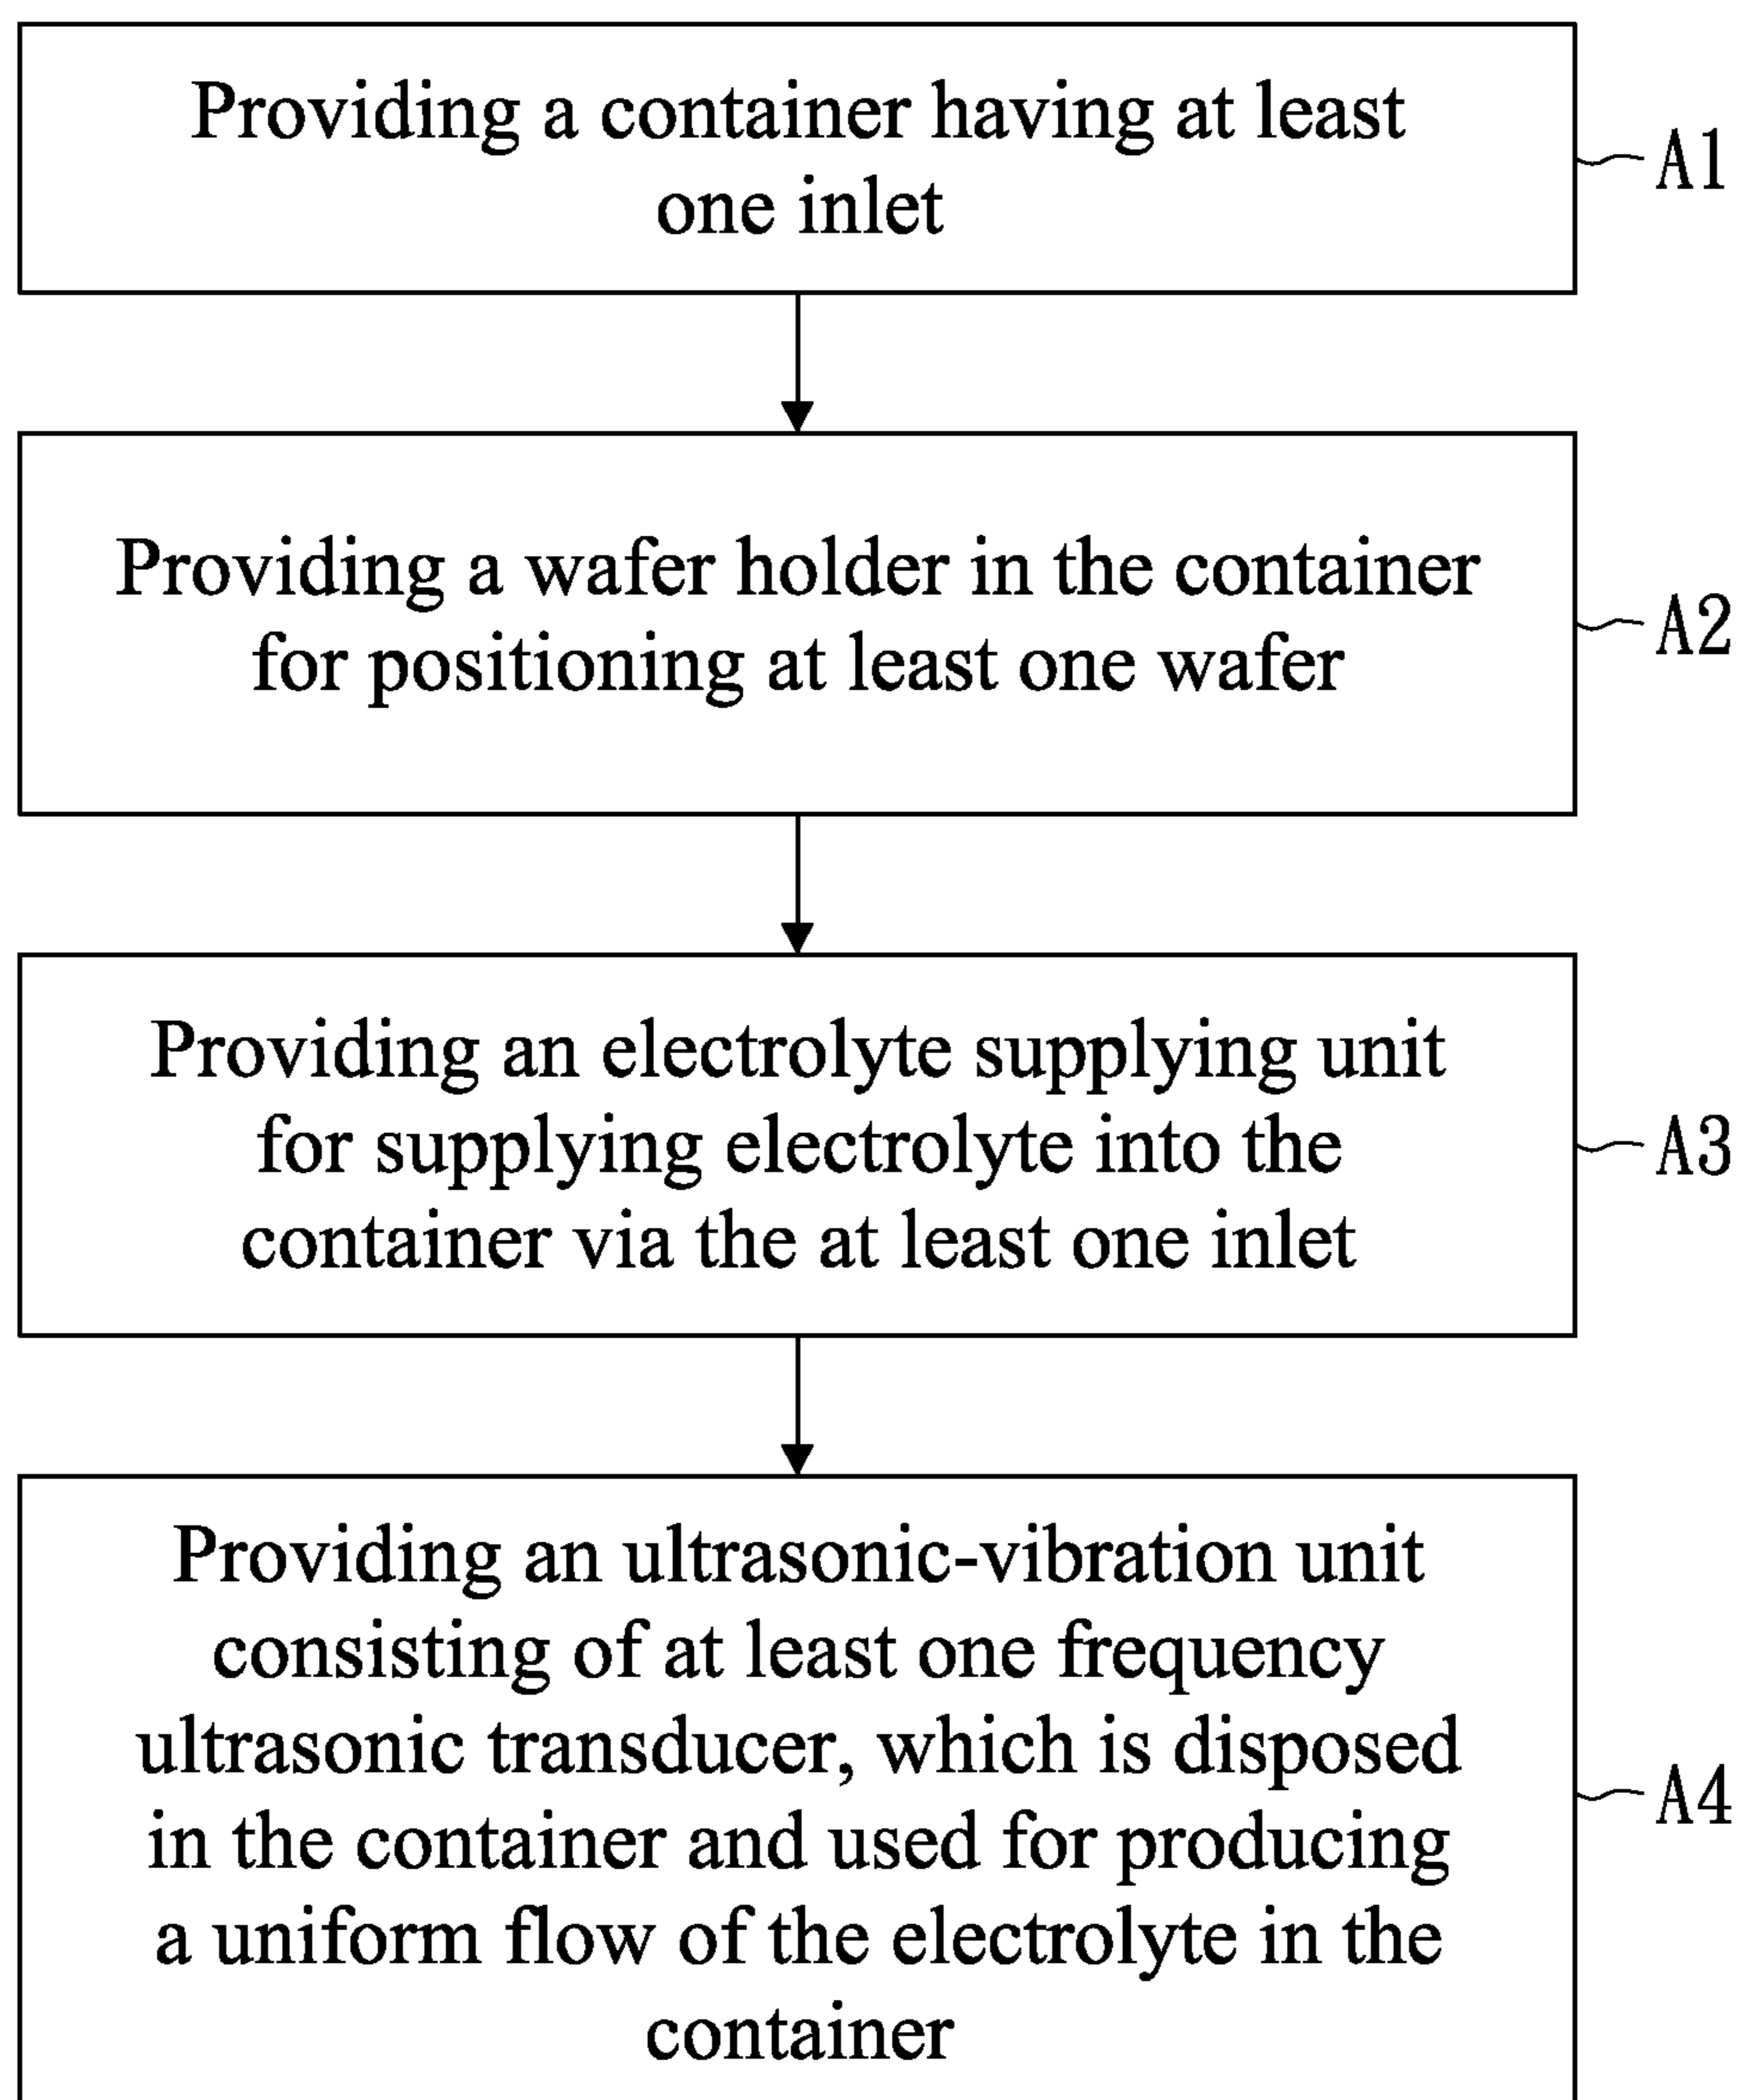 Providing a container having at least
one inlet
A1
Providing a wafer holder in the container
for positioning at least one wafer
A2
Providing an electrolyte supplying unit
for supplying electrolyte into the
container via the at least one inlet
A3
Providing an ultrasonic-vibration unit
consisting of at least one frequency
ultrasonic transducer, which is disposed
in the container and used for producing
a uniform flow of the electrolyte in the
container
A4